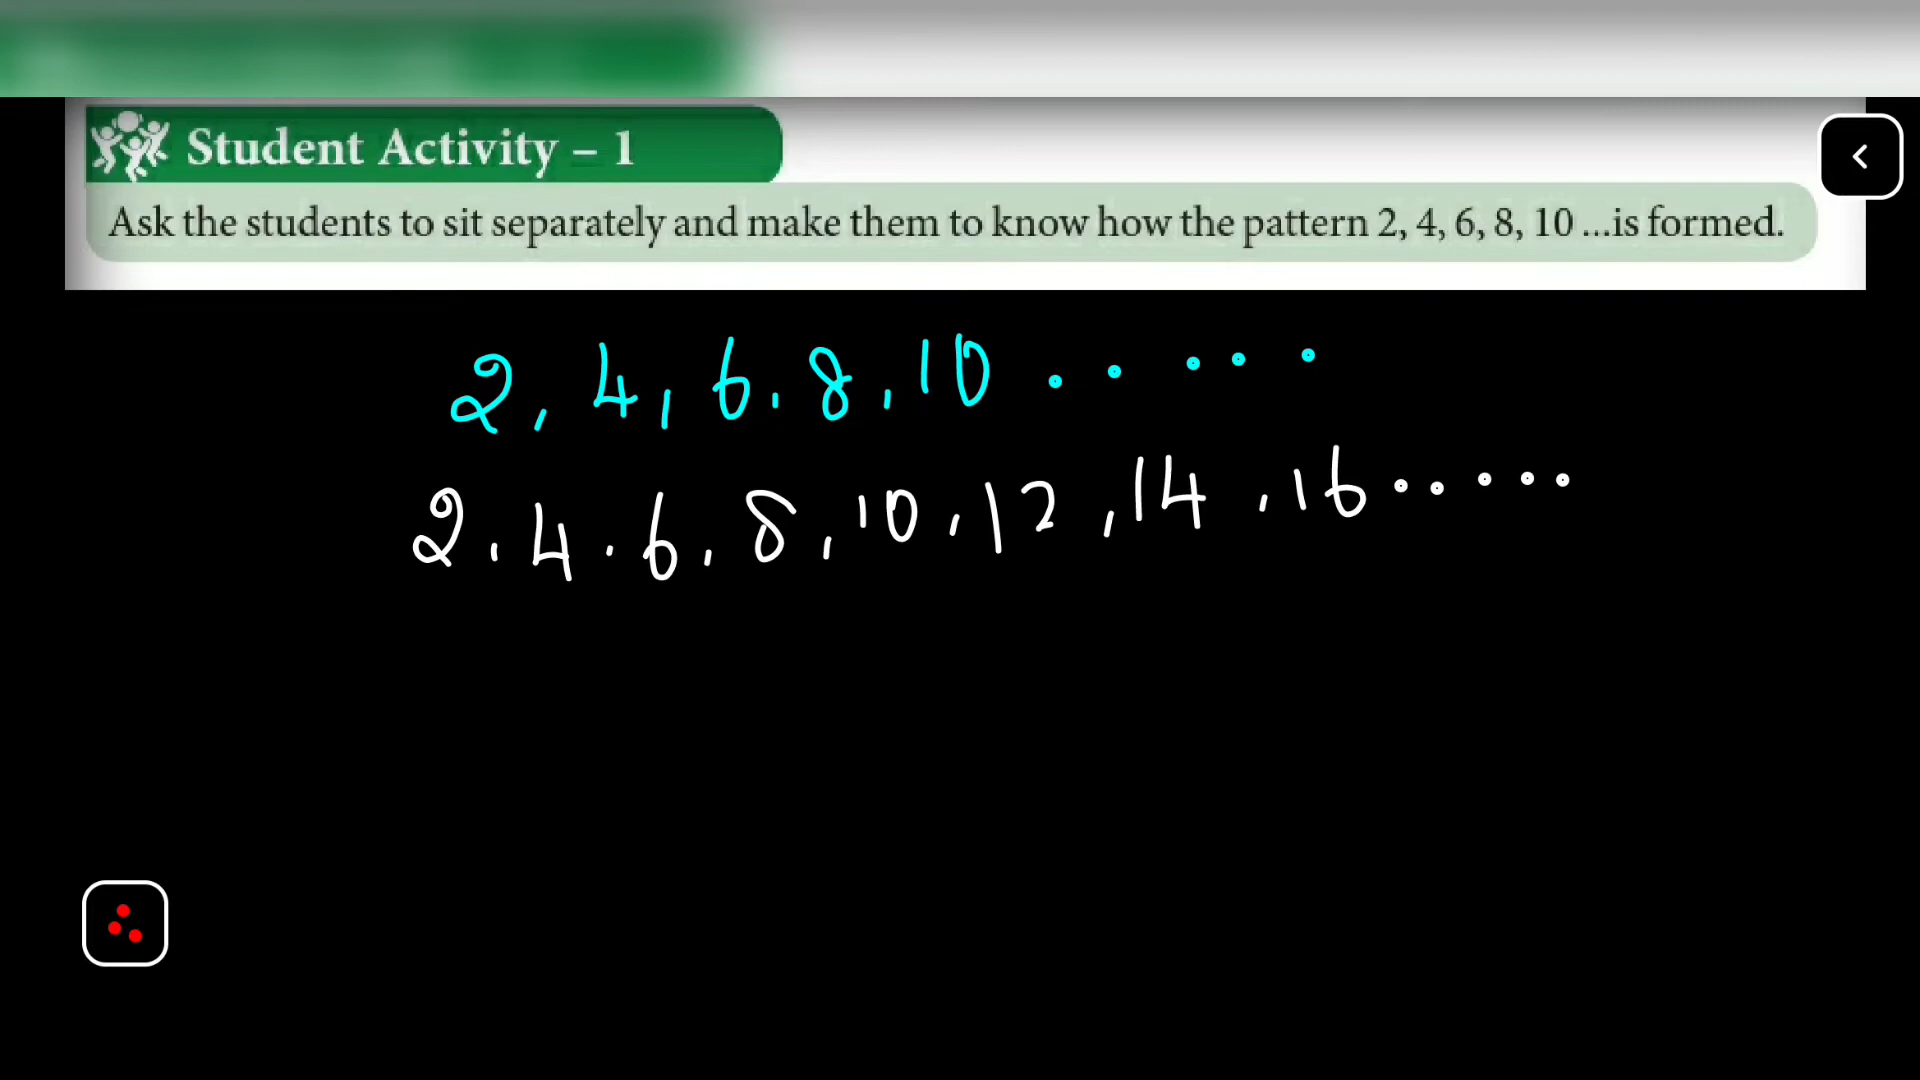 Student Activity – 1
Ask the students to sit separately and make them to know how the pattern 2, 4, 6, 8, 10 ...is formed.
2, 4, 6, 8, 10 . . . . .
2, 4, 6, 8, 10, 12, 14, 16 . . . . .